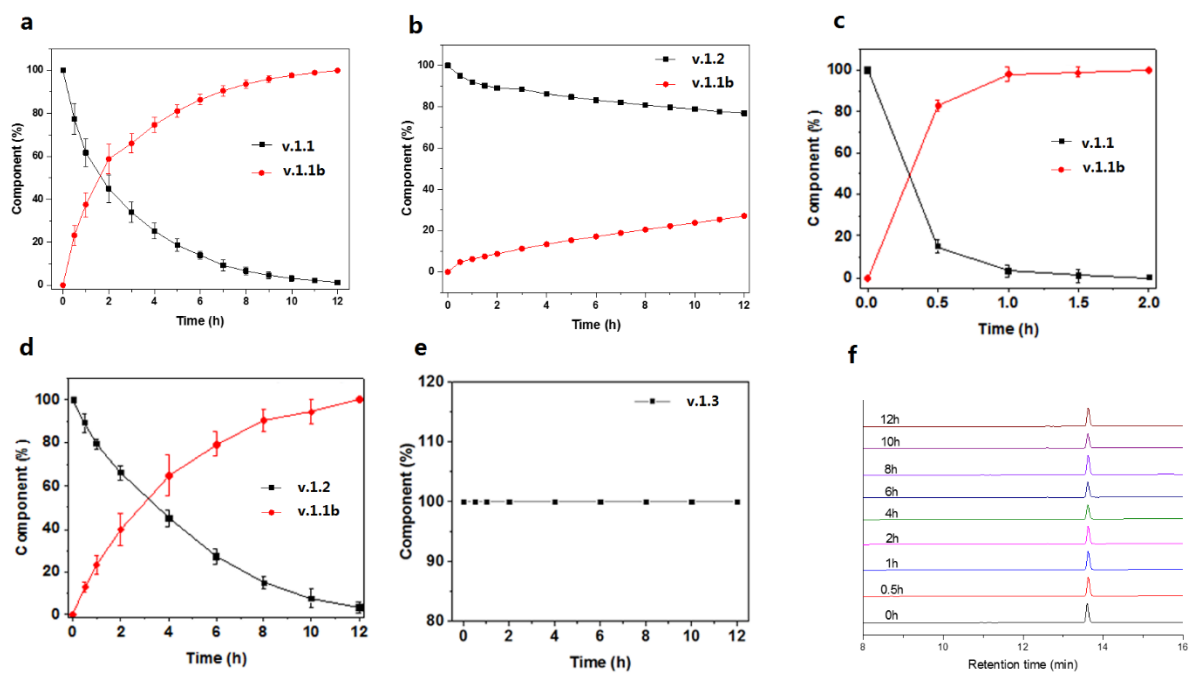 a
100
80
60
40
20
0
Component (%)
v.1.1
v.1.1b
0 2 4 6 8 10 12
Time (h)
b
100
80
60
40
20
0
Component (%)
v.1.2
v.1.1b
0 2 4 6 8 10 12
Time (h)
c
100
80
60
40
20
0
Component (%)
v.1.1
v.1.1b
0.0 0.5 1.0 1.5 2.0
Time (h)
d
100
80
60
40
20
0
Component (%)
v.1.2
v.1.1b
0 2 4 6 8 10 12
Time (h)
e
120
110
100
90
80
Component (%)
v.1.3
0 2 4 6 8 10 12
Time (h)
f
12h
10h
8h
6h
4h
2h
1h
0.5h
0h
8 10 12 14 16
Retention time (min)